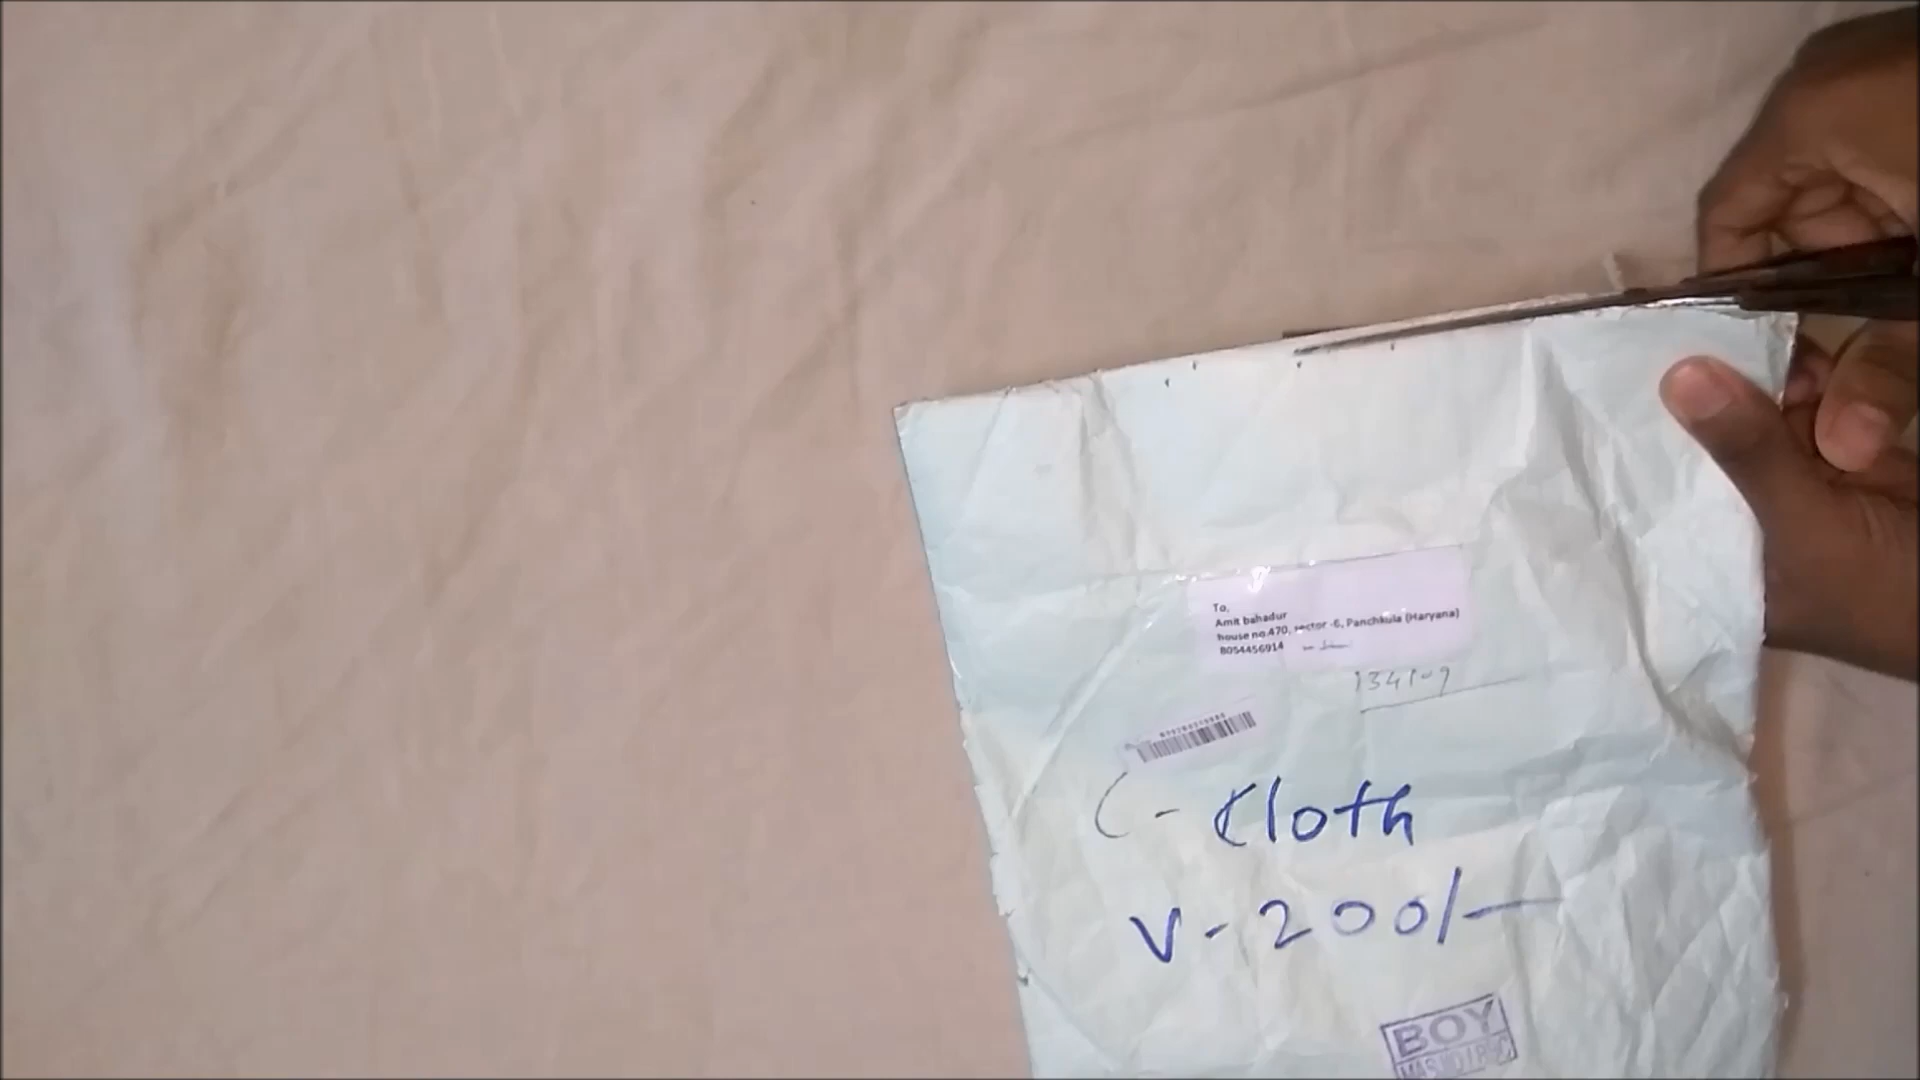 To,
Amit bahadur
house no.470, sector -6, Panchkula (Haryana)
8054456914
134109
C - Cloth
V - 200/-
BOY